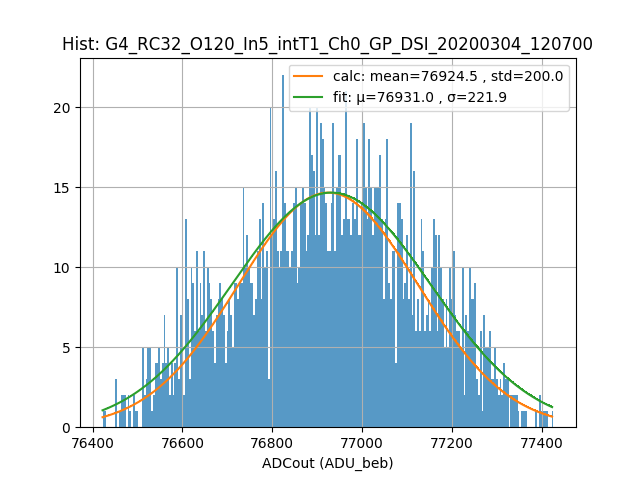 Hist: G4_RC32_O120_In5_intT1_Ch0_GP_DSI_20200304_120700
calc: mean=76924.5 , std=200.0
fit: μ=76931.0 , σ=221.9
20
15
10
5
0
76400 76600 76800 77000 77200 77400
ADCout (ADU_beb)